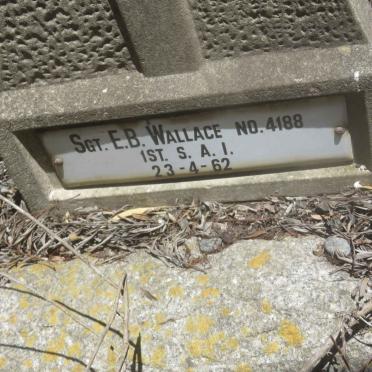 SGT. E.B. WALLACE NO. 4188
1ST. S. A. I.
23-4-62